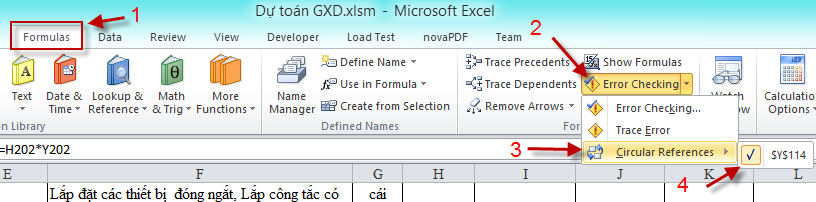 Dự toán GXD.xlsm - Microsoft Excel
1
Formulas Data Review View Developer Load Test novaPDF Team
2
Text Date & Time Lookup & Reference Math & Trig More Functions
on Library
Name Manager
Define Name
Use in Formula
Create from Selection
Defined Names
Trace Precedents
Trace Dependents
Remove Arrows
Show Formulas
Error Checking
For
Watch
Calculation Options
Error Checking...
Trace Error
3
Circular References
$Y$114
4
=H202*Y202
E F G H I J K L
Lắp đặt các thiết bị đóng ngắt, Lắp công tắc có cái